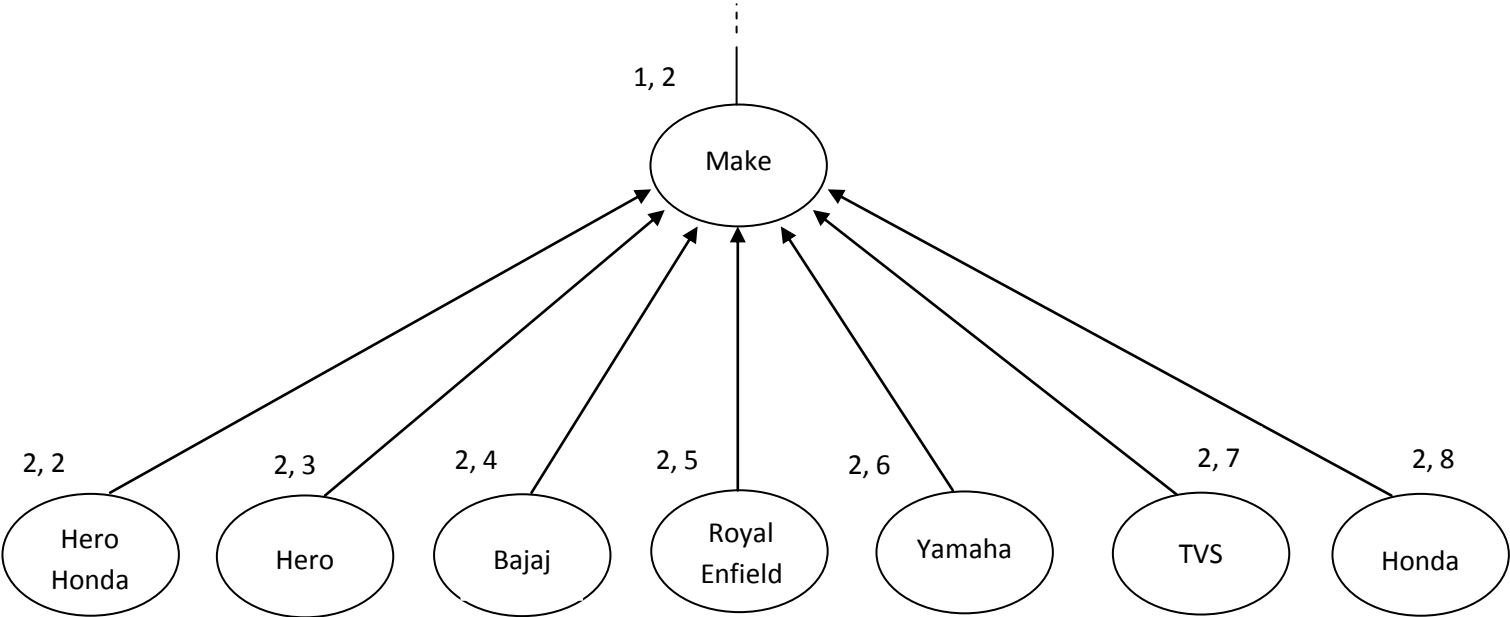 1, 2
Make
2, 2
2, 3
2, 4
2, 5
2, 6
2, 7
2, 8
Hero
Honda
Hero
Bajaj
Royal
Enfield
Yamaha
TVS
Honda